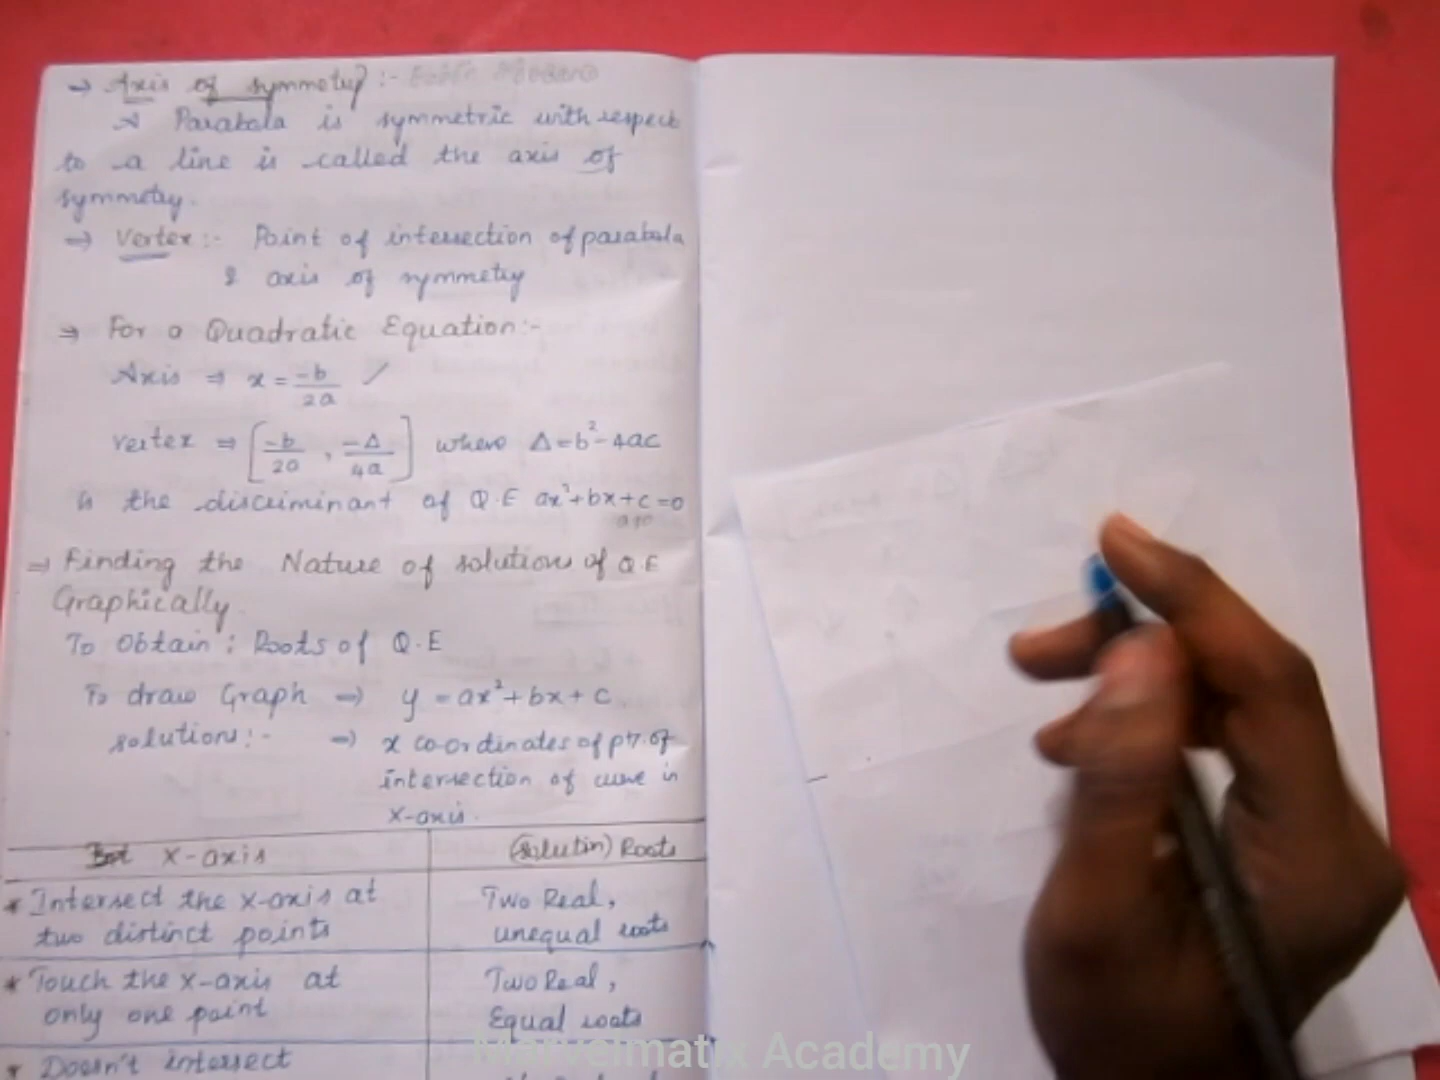 → Axis of symmetry :-
A Parabola is symmetric with respect
to a line is called the axis of
symmetry.
⇒ Vertex :- Point of intersection of parabola
& axis of symmetry
⇒ For a Quadratic Equation :-
Axis ⇒ x = -b/2a ✓
vertex ⇒ [-b/2a , -Δ/4a] where Δ = b² - 4ac
is the discriminant of Q.E ax²+bx+c=0
⇒ Finding the Nature of solution of Q.E
Graphically.
To Obtain : Roots of Q.E
To draw Graph ⇒ y = ax² + bx + c
solution :- ⇒ x co-ordinates of pt. of
intersection of curve in
x-axis.
X-axis (Solutin) Roots
* Intersect the x-axis at Two Real,
two distinct points unequal roots
* Touch the x-axis at Two Real,
only one point Equal roots
* Doesn't intersect
Marvelmatix Academy